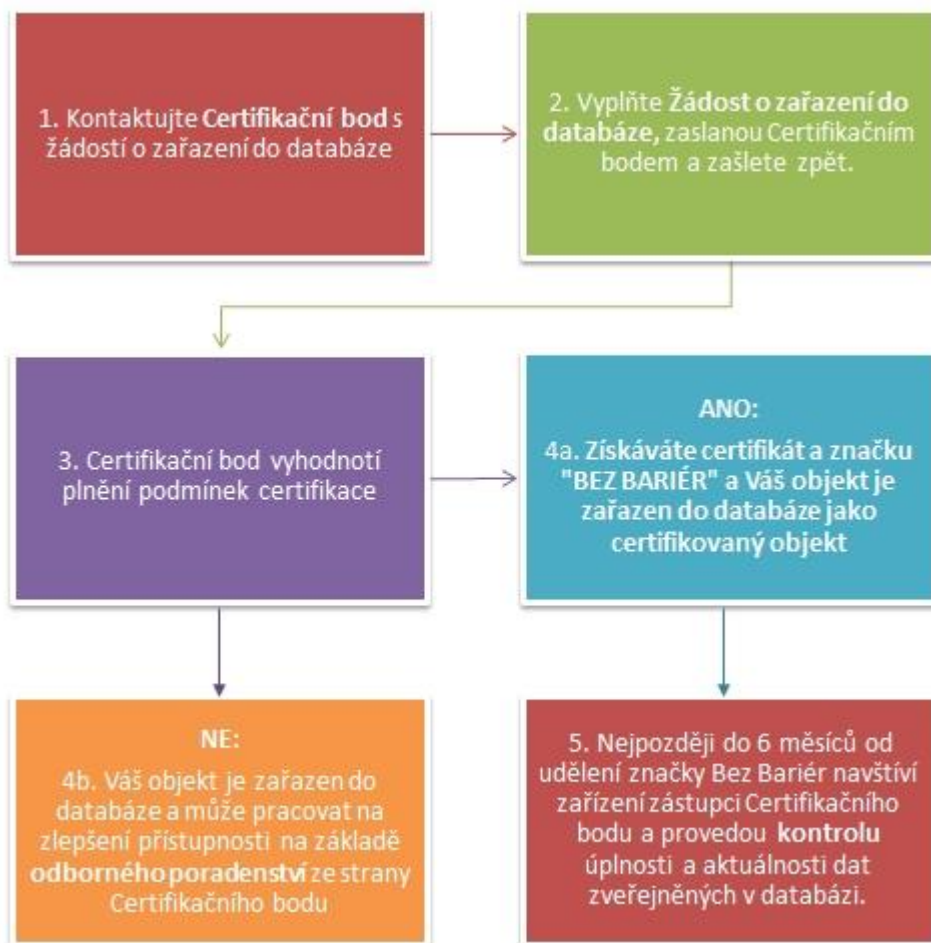 1. Kontaktujte Certifikační bod s
žádostí o zařazení do databáze
2. Vyplňte Žádost o zařazení do
databáze, zaslanou Certifikačním
bodem a zašlete zpět.
3. Certifikační bod vyhodnotí
plnění podmínek certifikace
ANO:
4a. Získáváte certifikát a značku
"BEZ BARIÉR" a Váš objekt je
zařazen do databáze jako
certifikovaný objekt
NE:
4b. Váš objekt je zařazen do
databáze a může pracovat na
zlepšení přístupnosti na základě
odborného poradenství ze strany
Certifikačního bodu
5. Nejpozději do 6 měsíců od
udělení značky Bez Bariér navštíví
zařízení zástupci Certifikačního
bodu a provedou kontrolu
úplnosti a aktuálnosti dat
zveřejněných v databázi.